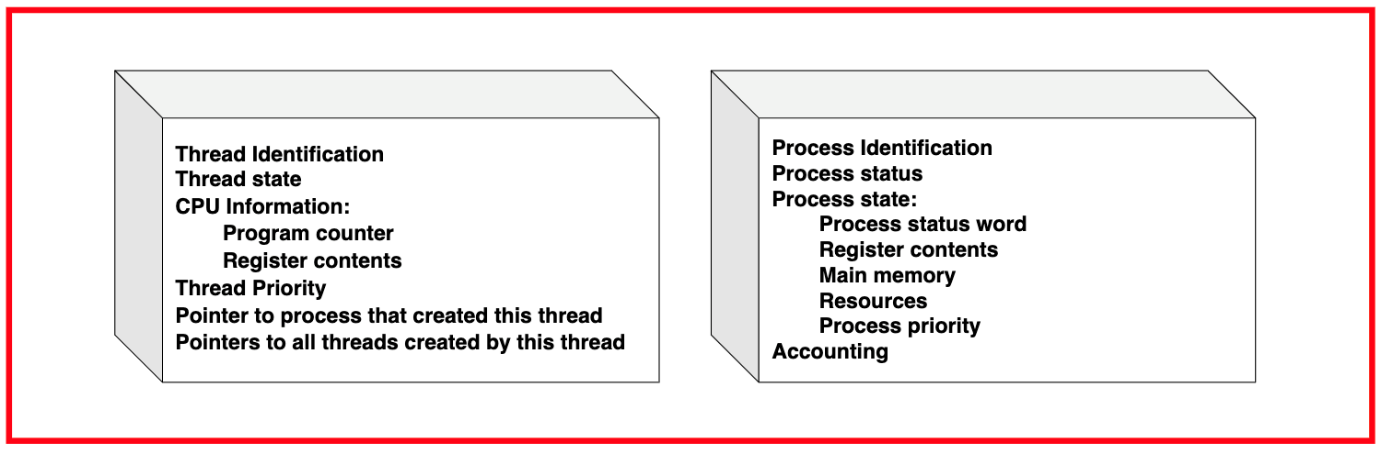 Thread Identification
Thread state
CPU Information:
Program counter
Register contents
Thread Priority
Pointer to process that created this thread
Pointers to all threads created by this thread
Process Identification
Process status
Process state:
Process status word
Register contents
Main memory
Resources
Process priority
Accounting